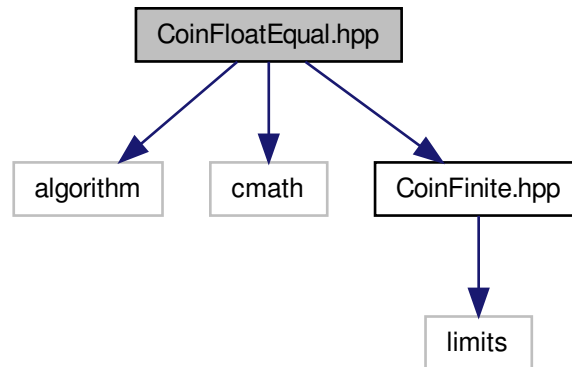 CoinFloatEqual.hpp
algorithm
cmath
CoinFinite.hpp
limits